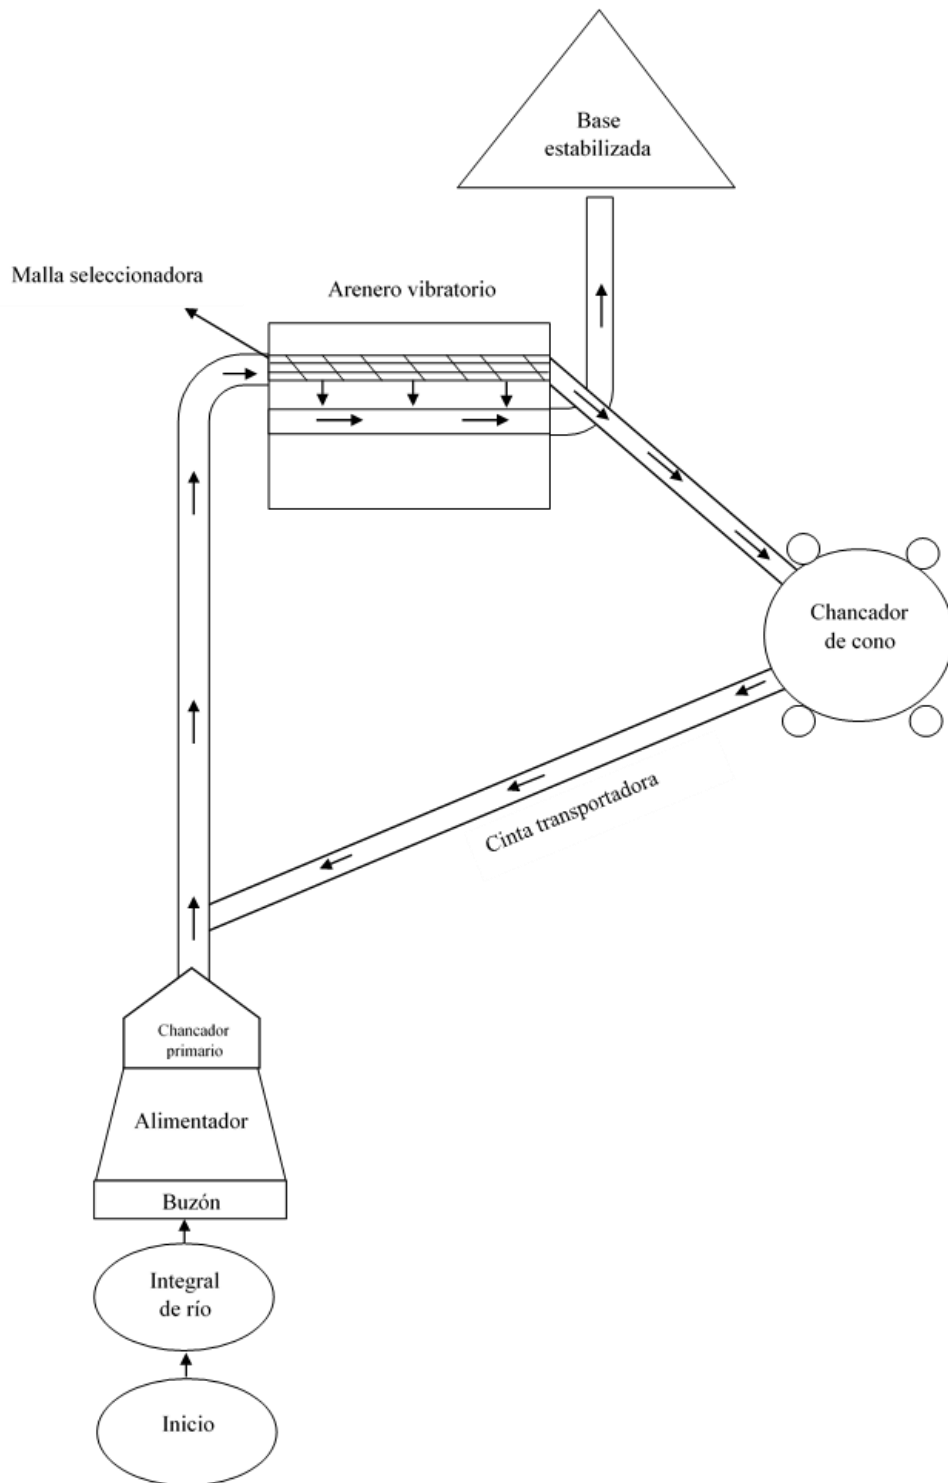 Base
estabilizada
Malla seleccionadora
Arenero vibratorio
Chancador
de cono
Cinta transportadora
Chancador
primario
Alimentador
Buzón
Integral
de río
Inicio